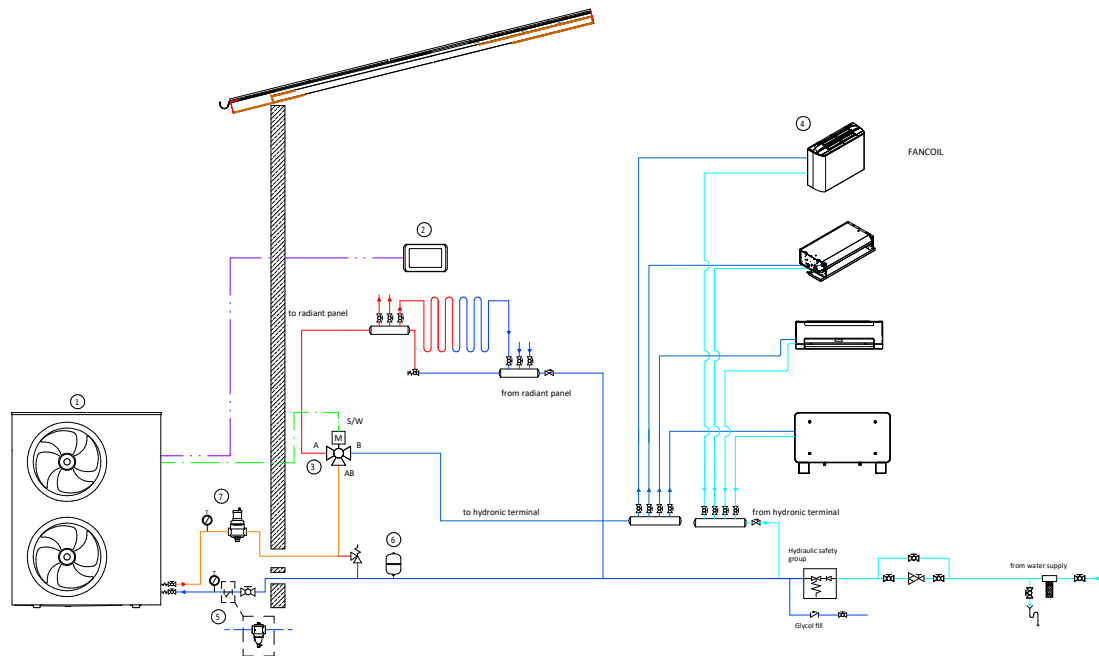 4
FANCOIL
2
to radiant panel
from radiant panel
1
S/W
M
A
B
3
AB
7
T
to hydronic terminal
from hydronic terminal
6
Hydraulic safety
group
from water supply
T
5
Glycol fill